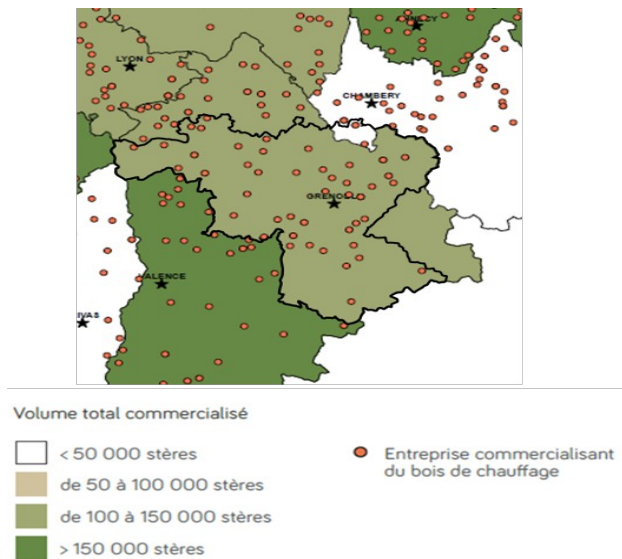 LYON
CHAMBERY
VALENCE
Volume total commercialisé
< 50 000 stères
de 50 à 100 000 stères
de 100 à 150 000 stères
> 150 000 stères
Entreprise commercialisant
du bois de chauffage